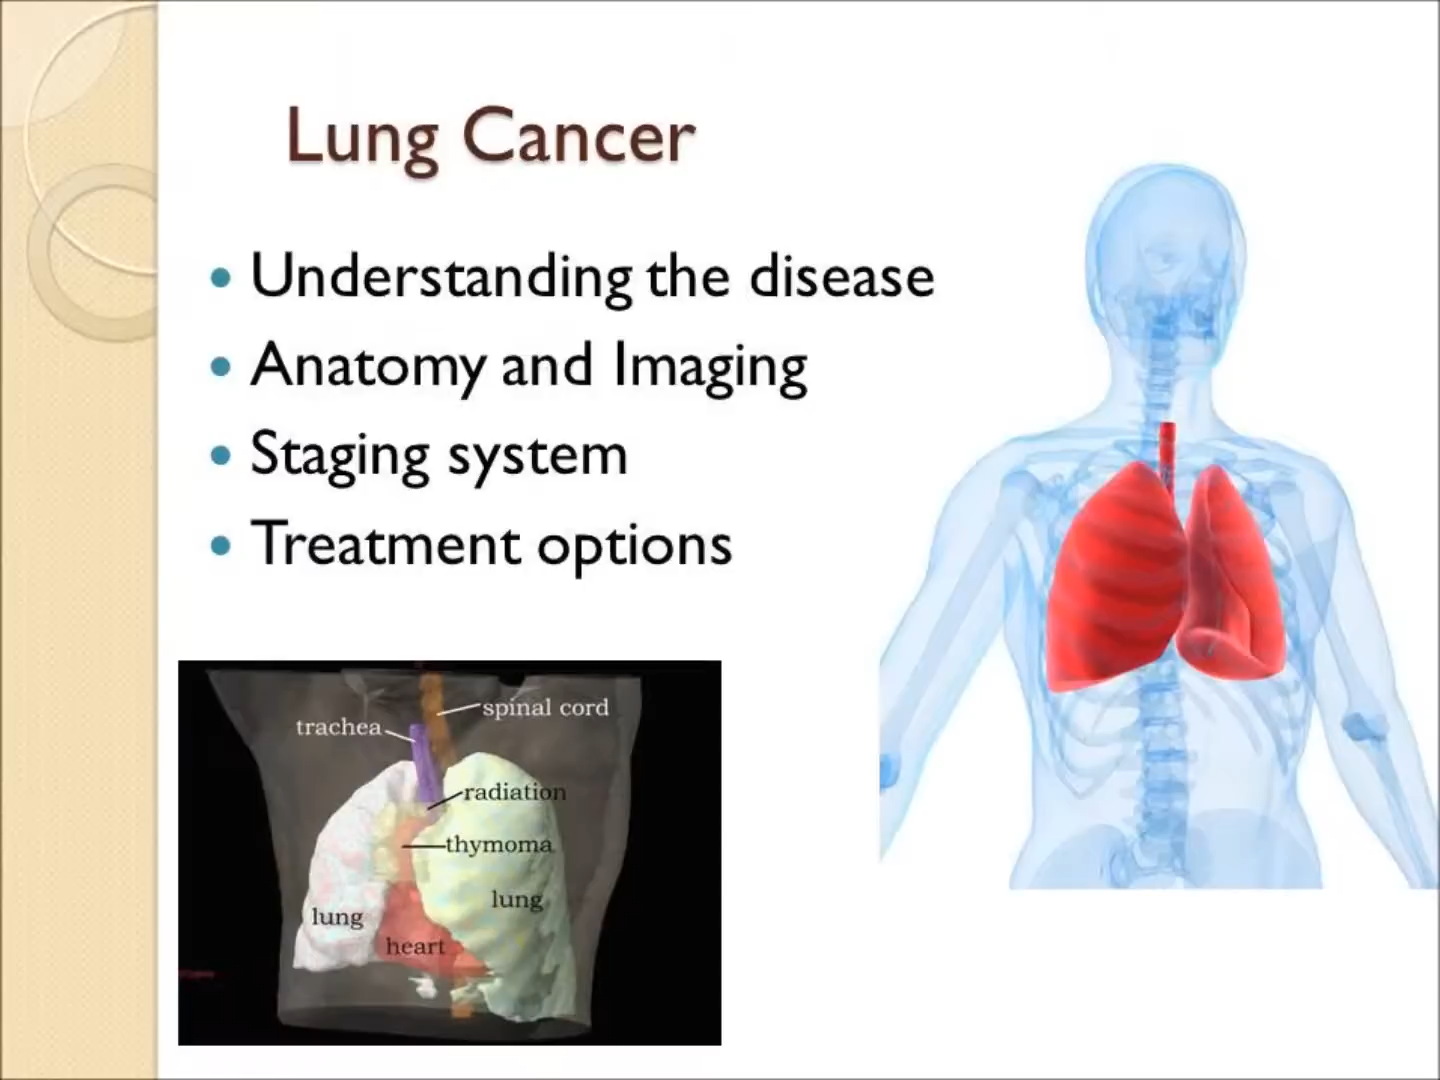 Lung Cancer
Understanding the disease
Anatomy and Imaging
Staging system
Treatment options
spinal cord
trachea
radiation
thymoma
lung
lung
heart